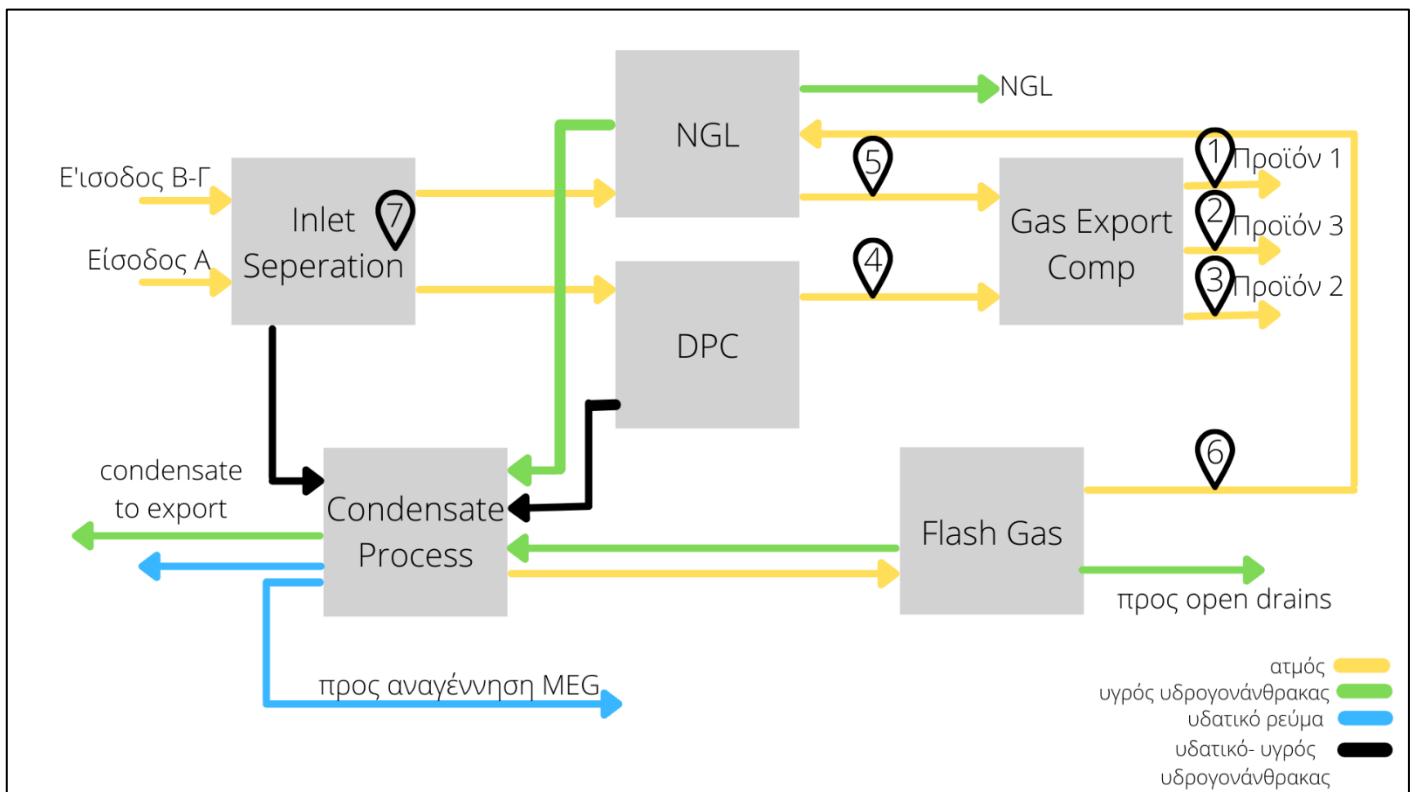 NGL
NGL
Ε'ισοδος Β-Γ
Είσοδος Α
Inlet
Seperation
7
5
4
Gas Export
Comp
1
Προϊόν 1
2
Προϊόν 3
3
Προϊόν 2
DPC
condensate
to export
Condensate
Process
Flash Gas
6
προς open drains
προς αναγέννηση MEG
ατμός
υγρός υδρογονάνθρακας
υδατικό ρεύμα
υδατικό- υγρός
υδρογονάνθρακας